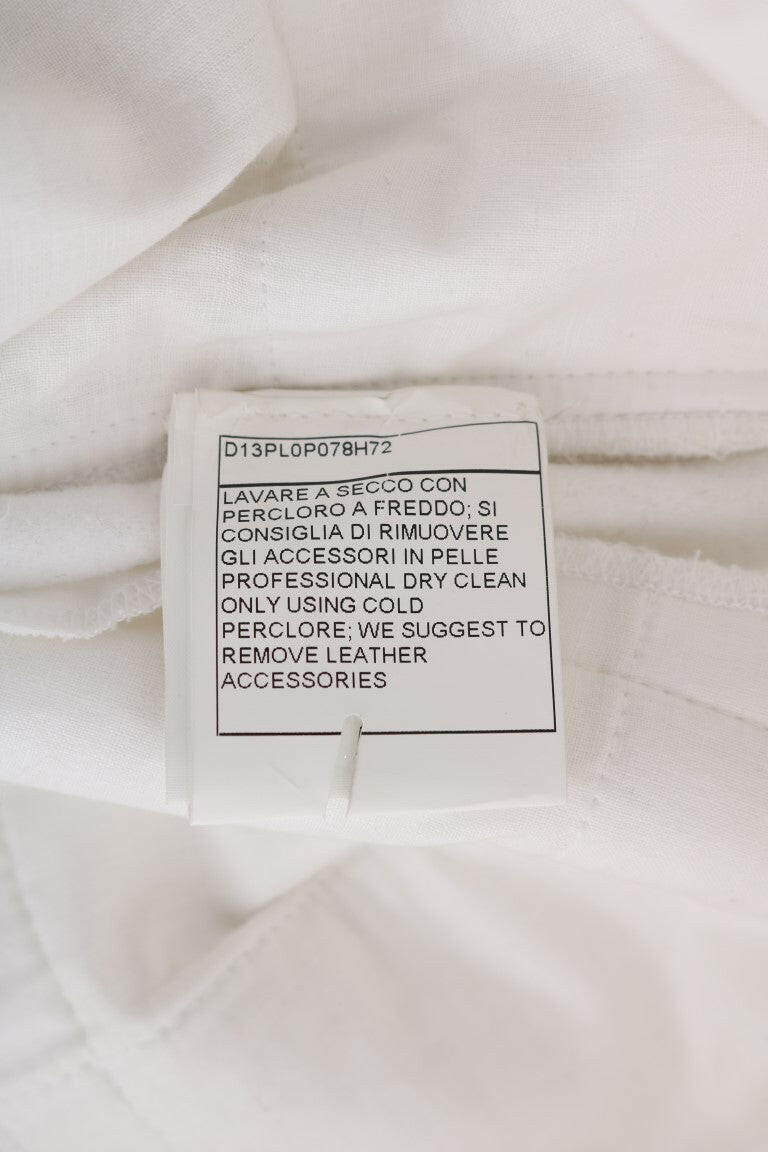 D13PL0P078H72
LAVARE A SECCO CON
PERCLORO A FREDDO; SI
CONSIGLIA DI RIMUOVERE
GLI ACCESSORI IN PELLE
PROFESSIONAL DRY CLEAN
ONLY USING COLD
PERCLORE; WE SUGGEST TO
REMOVE LEATHER
ACCESSORIES